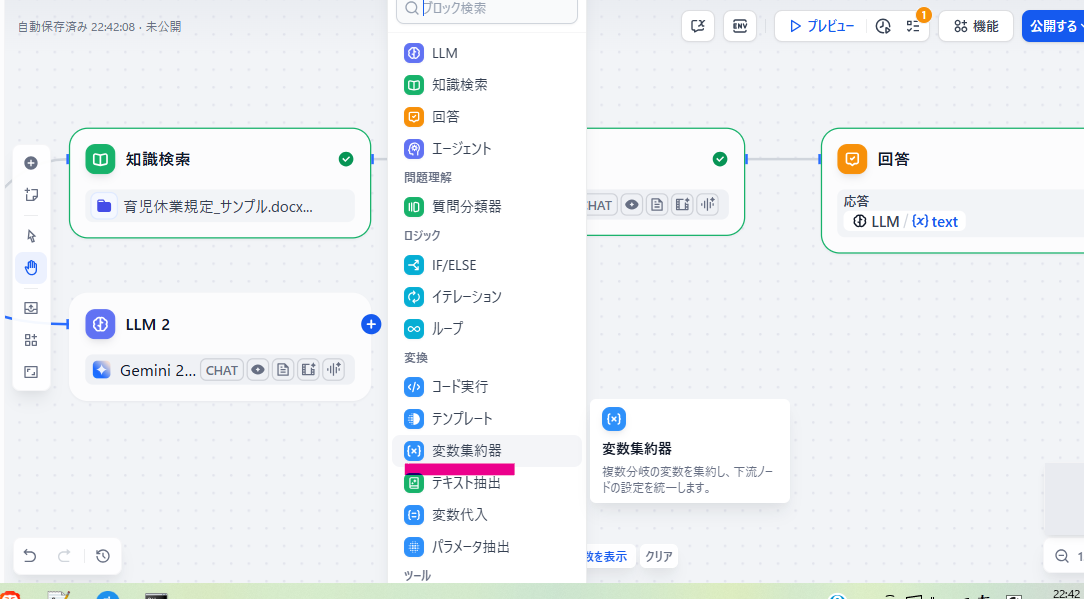 自動保存済み 22:42:08 · 未公開
ブロック検索
プレビュー
1
機能
公開する
LLM
知識検索
回答
エージェント
問題理解
質問分類器
ロジック
IF/ELSE
イテレーション
ループ
変換
コード実行
テンプレート
変数集約器
テキスト抽出
変数代入
パラメータ抽出
ツール
知識検索
育児休業規定_サンプル.docx...
LLM 2
Gemini 2...
CHAT
HAT
回答
応答
LLM / {x} text
変数集約器
複数分岐の変数を集約し、下流ノー
ドの設定を統一します。
数を表示
クリア
ENV
22:42